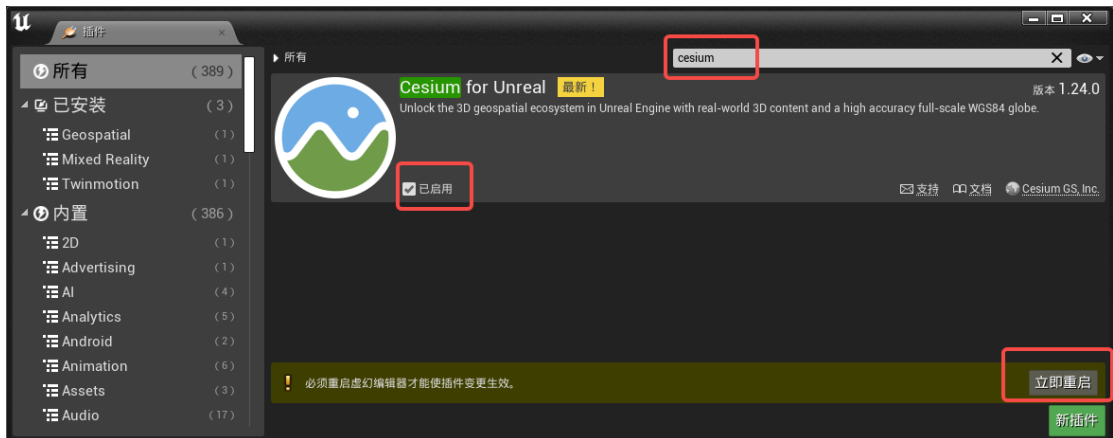 插件
所有 (389)
已安装 (3)
Geospatial (1)
Mixed Reality (1)
Twinmotion (1)
内置 (386)
2D (1)
Advertising (1)
AI (4)
Analytics (5)
Android (2)
Animation (6)
Assets (3)
Audio (17)
所有
cesium
Cesium for Unreal 最新！ 版本 1.24.0
Unlock the 3D geospatial ecosystem in Unreal Engine with real-world 3D content and a high accuracy full-scale WGS84 globe.
已启用 支持 文档 Cesium GS, Inc.
必须重启虚幻编辑器才能使插件变更生效。 立即重启
新插件